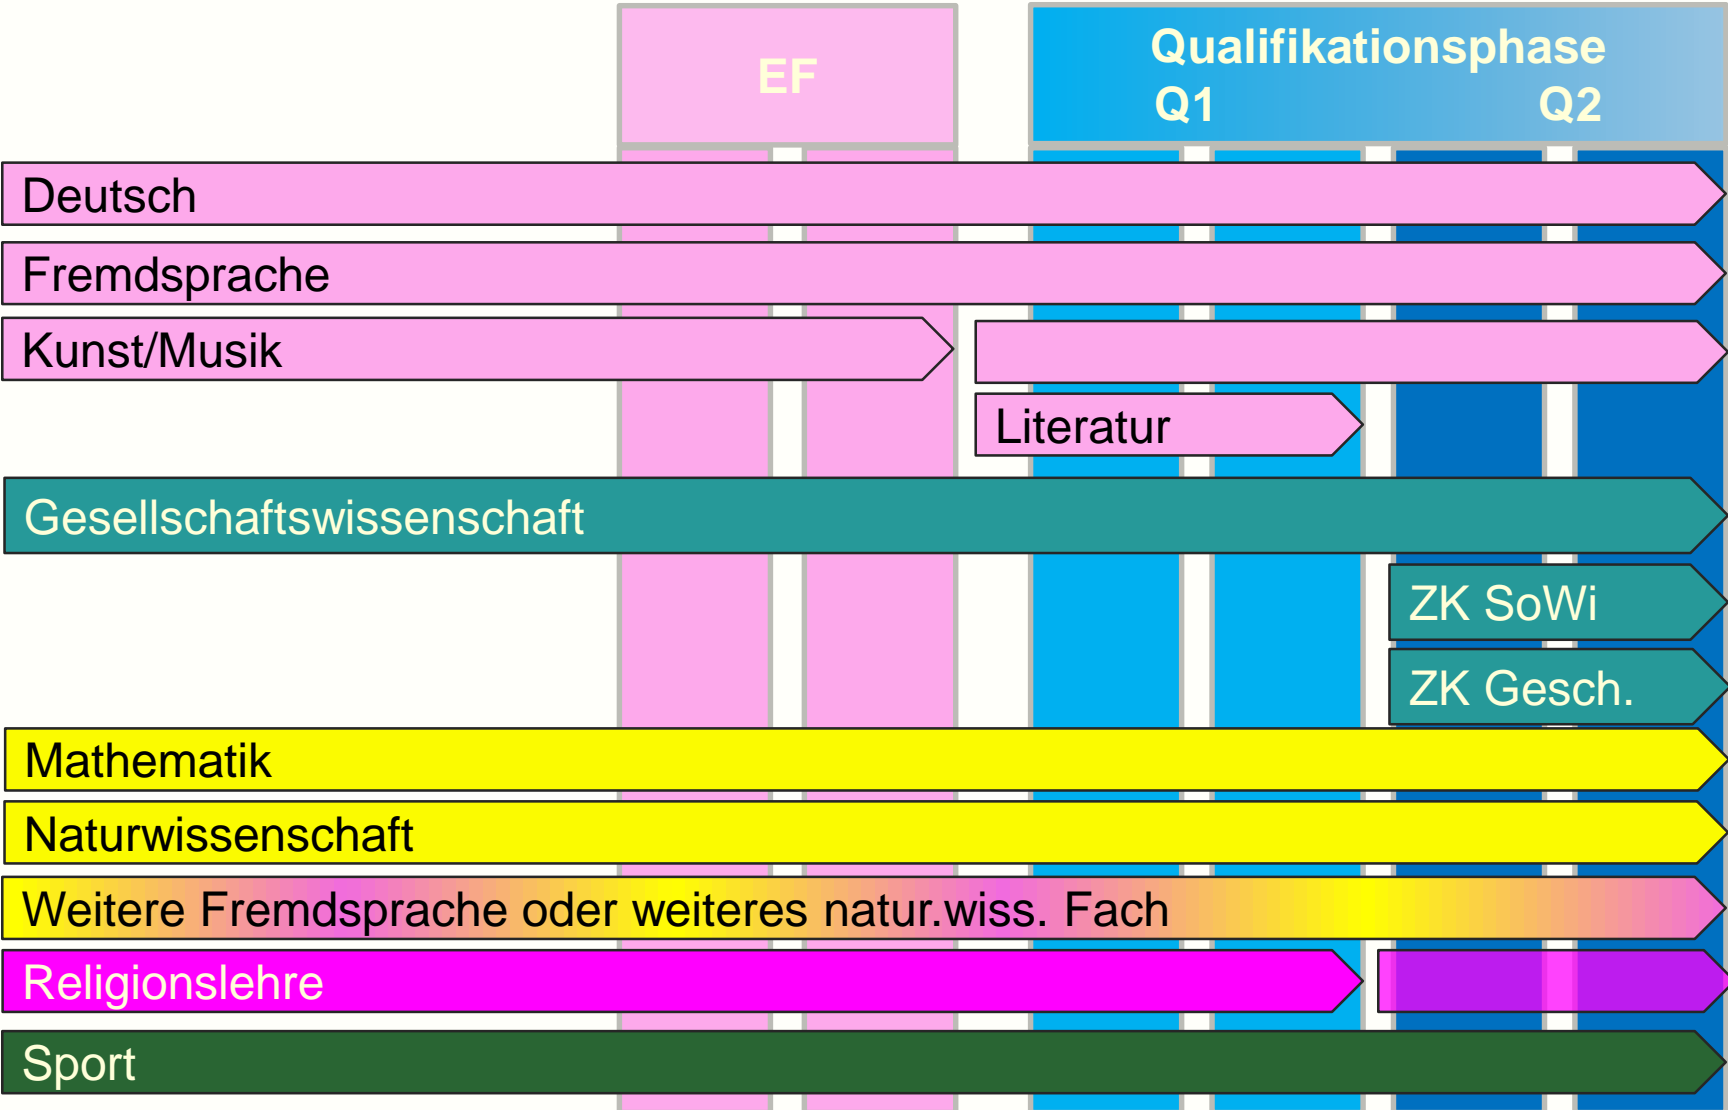 EF
Qualifikationsphase
Q1 Q2
Deutsch
Fremdsprache
Kunst/Musik
Literatur
Gesellschaftswissenschaft
ZK SoWi
ZK Gesch.
Mathematik
Naturwissenschaft
Weitere Fremdsprache oder weiteres natur.wiss. Fach
Religionslehre
Sport